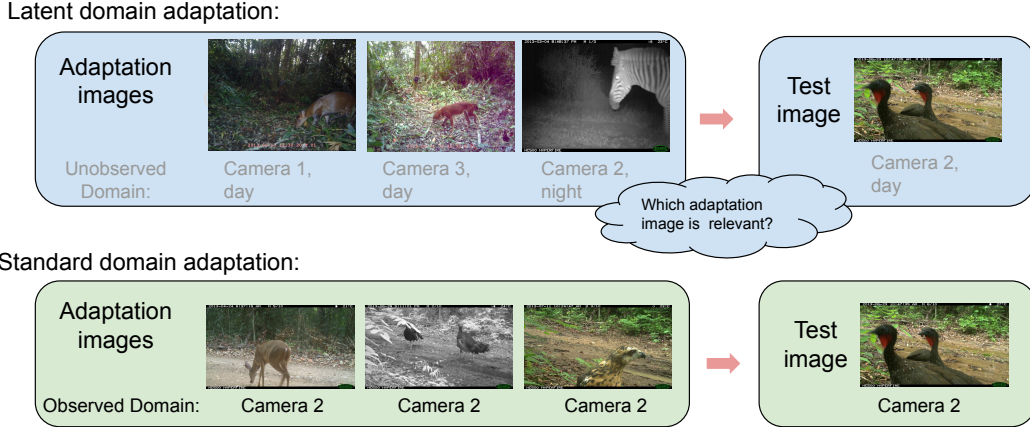 Latent domain adaptation:
Adaptation
images
Unobserved
Domain:
Camera 1,
day
Camera 3,
day
Camera 2,
night
Test
image
Camera 2,
day
Which adaptation
image is relevant?
Standard domain adaptation:
Adaptation
images
Observed Domain:
Camera 2
Camera 2
Camera 2
Test
image
Camera 2